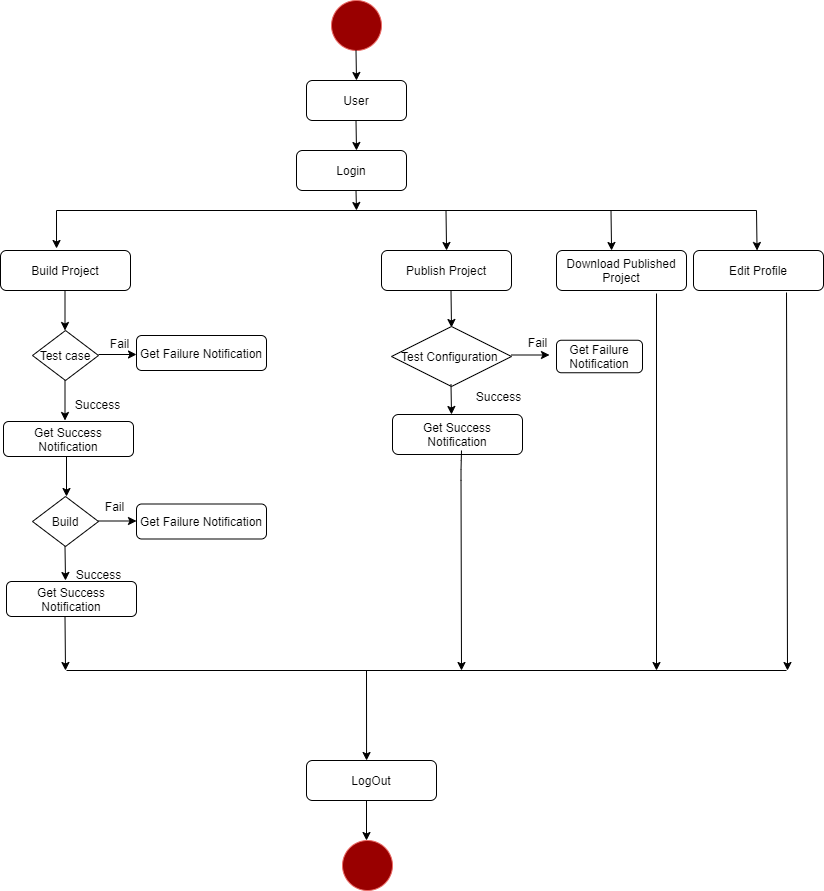 User
Login
Build Project
Publish Project
Download Published
Project
Edit Profile
Fail
Test case
Get Failure Notification
Success
Get Success
Notification
Fail
Build
Get Failure Notification
Success
Get Success
Notification
Fail
Test Configuration
Get Failure
Notification
Success
Get Success
Notification
LogOut